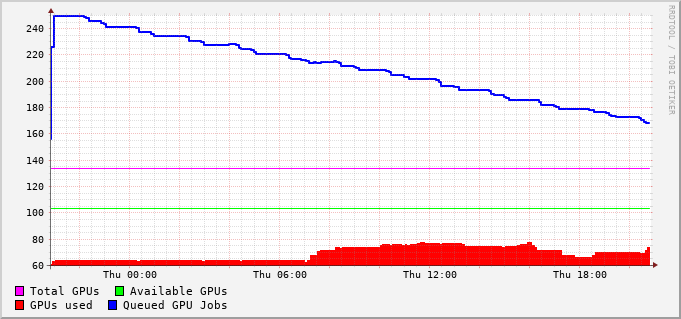 RRDTOOL / TOBI OETIKER
240
220
200
180
160
140
120
100
80
60
Thu 00:00 Thu 06:00 Thu 12:00 Thu 18:00
Total GPUs Available GPUs
GPUs used Queued GPU Jobs